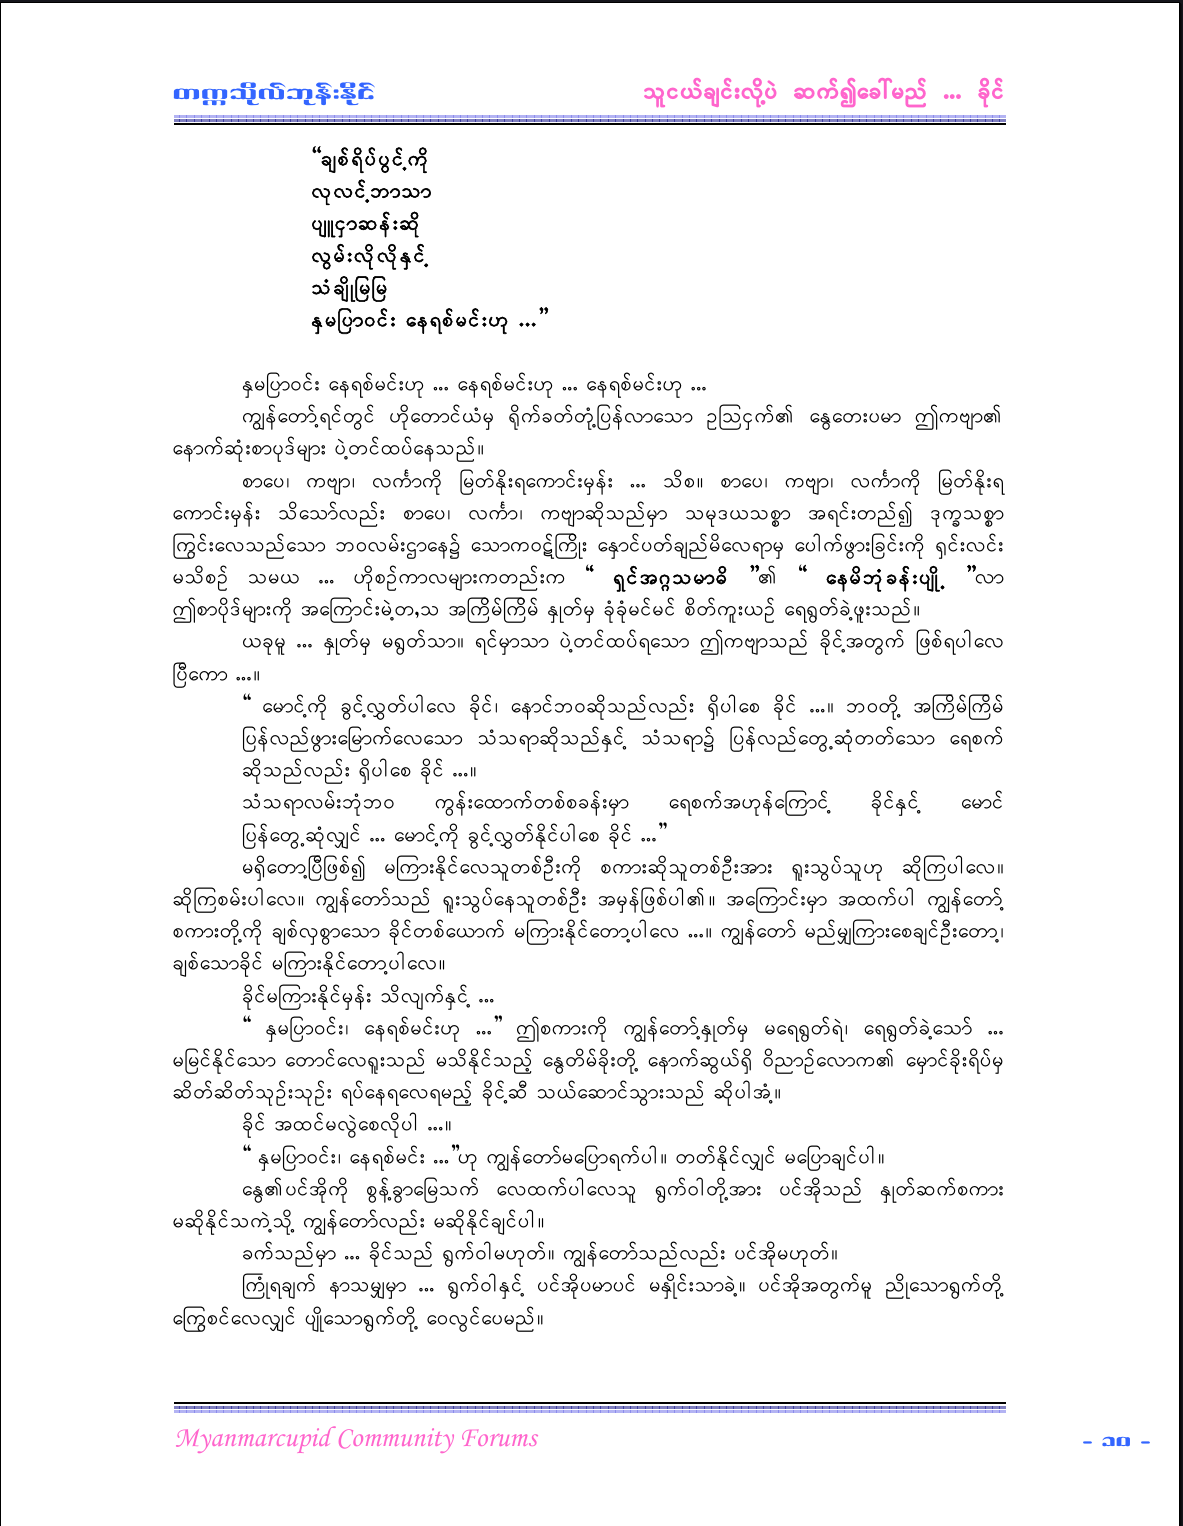 တက္ကသိုလ်ဘုန်းနိုင် သူငယ်ချင်းလို့ပဲ ဆက်၍ခေါ်မည် ... ခိုင်
“ချစ်ရိပ်ပွင့်ကို
လုလင့်ဘာသာ
ပျူငှာဆန်းဆို
လွမ်းလိုလိုနှင့်
သံချိုမြမြ
နှမပြာဝင်း နေရစ်မင်းဟု ...”
နှမပြာဝင်း နေရစ်မင်းဟု ... နေရစ်မင်းဟု ... နေရစ်မင်းဟု ...
ကျွန်တော့်ရင်တွင် ဟိုတောင်ယံမှ ရိုက်ခတ်တုံ့ပြန်လာသော ဥဩငှက်၏ နွေတေးပမာ ဤကဗျာ၏
နောက်ဆုံးစာပုဒ်များ ပဲ့တင်ထပ်နေသည်။
စာပေ၊ ကဗျာ၊ လင်္ကာကို မြတ်နိုးရကောင်းမှန်း ... သိစ။ စာပေ၊ ကဗျာ၊ လင်္ကာကို မြတ်နိုးရ
ကောင်းမှန်း သိသော်လည်း စာပေ၊ လင်္ကာ၊ ကဗျာဆိုသည်မှာ သမုဒယသစ္စာ အရင်းတည်၍ ဒုက္ခသစ္စာ
ကြွင်းလေသည်သော ဘဝလမ်းဌာနေ၌ သောကဝဋ်ကြိုး နှောင်ပတ်ချည်မိလေရာမှ ပေါက်ဖွားခြင်းကို ရှင်းလင်း
မသိစဉ် သမယ ... ဟိုစဉ်ကာလများကတည်းက “ ရှင်အဂ္ဂသမာဓိ ”၏ “ နေမိဘုံခန်းပျို့ ”လာ
ဤစာပိုဒ်များကို အကြောင်းမဲ့တသ အကြိမ်ကြိမ် နှုတ်မှ ခုံခုံမင်မင် စိတ်ကူးယဉ် ရေရွတ်ခဲ့ဖူးသည်။
ယခုမူ ... နှုတ်မှ မရွတ်သာ။ ရင်မှာသာ ပဲ့တင်ထပ်ရသော ဤကဗျာသည် ခိုင့်အတွက် ဖြစ်ရပါလေ
ပြီကော ...။
“ မောင့်ကို ခွင့်လွှတ်ပါလေ ခိုင်၊ နောင်ဘဝဆိုသည်လည်း ရှိပါစေ ခိုင် ...။ ဘဝတို့ အကြိမ်ကြိမ်
ပြန်လည်ဖွားမြောက်လေသော သံသရာဆိုသည်နှင့် သံသရာ၌ ပြန်လည်တွေ့ဆုံတတ်သော ရေစက်
ဆိုသည်လည်း ရှိပါစေ ခိုင် ...။
သံသရာလမ်းဘုံဘဝ ကွန်းထောက်တစ်စခန်းမှာ ရေစက်အဟုန်ကြောင့် ခိုင်နှင့် မောင်
ပြန်တွေ့ဆုံလျှင် ... မောင့်ကို ခွင့်လွှတ်နိုင်ပါစေ ခိုင် ...”
မရှိတော့ပြီဖြစ်၍ မကြားနိုင်လေသူတစ်ဦးကို စကားဆိုသူတစ်ဦးအား ရူးသွပ်သူဟု ဆိုကြပါလေ။
ဆိုကြစမ်းပါလေ။ ကျွန်တော်သည် ရူးသွပ်နေသူတစ်ဦး အမှန်ဖြစ်ပါ၏။ အကြောင်းမှာ အထက်ပါ ကျွန်တော့်
စကားတို့ကို ချစ်လှစွာသော ခိုင်တစ်ယောက် မကြားနိုင်တော့ပါလေ ...။ ကျွန်တော် မည်မျှကြားစေချင်ဦးတော့၊
ချစ်သောခိုင် မကြားနိုင်တော့ပါလေ။
ခိုင်မကြားနိုင်မှန်း သိလျက်နှင့် ...
“ နှမပြာဝင်း၊ နေရစ်မင်းဟု ...” ဤစကားကို ကျွန်တော့်နှုတ်မှ မရေရွတ်ရဲ၊ ရေရွတ်ခဲ့သော် ...
မမြင်နိုင်သော တောင်လေရူးသည် မသိနိုင်သည့် နွေတိမ်ခိုးတို့ နောက်ဆွယ်ရှိ ဝိညာဉ်လောက၏ မှောင်ခိုးရိပ်မှ
ဆိတ်ဆိတ်သုဉ်းသုဉ်း ရပ်နေရလေရမည့် ခိုင့်ဆီ သယ်ဆောင်သွားသည် ဆိုပါအံ့။
ခိုင် အထင်မလွဲစေလိုပါ ...။
“ နှမပြာဝင်း၊ နေရစ်မင်း ...”ဟု ကျွန်တော်မပြောရက်ပါ။ တတ်နိုင်လျှင် မပြောချင်ပါ။
နွေ၏ပင်အိုကို စွန့်ခွာမြေသက် လေထက်ပါလေသူ ရွက်ဝါတို့အား ပင်အိုသည် နှုတ်ဆက်စကား
မဆိုနိုင်သကဲ့သို့ ကျွန်တော်လည်း မဆိုနိုင်ချင်ပါ။
ခက်သည်မှာ ... ခိုင်သည် ရွက်ဝါမဟုတ်။ ကျွန်တော်သည်လည်း ပင်အိုမဟုတ်။
ကြုံရချက် နာသမျှမှာ ... ရွက်ဝါနှင့် ပင်အိုပမာပင် မနှိုင်းသာခဲ့။ ပင်အိုအတွက်မူ ညိုသောရွက်တို့
ကြွေစင်လေလျှင် ပျိုသောရွက်တို့ ဝေလွင်ပေမည်။
Myanmarcupid Community Forums - ၁၀ -